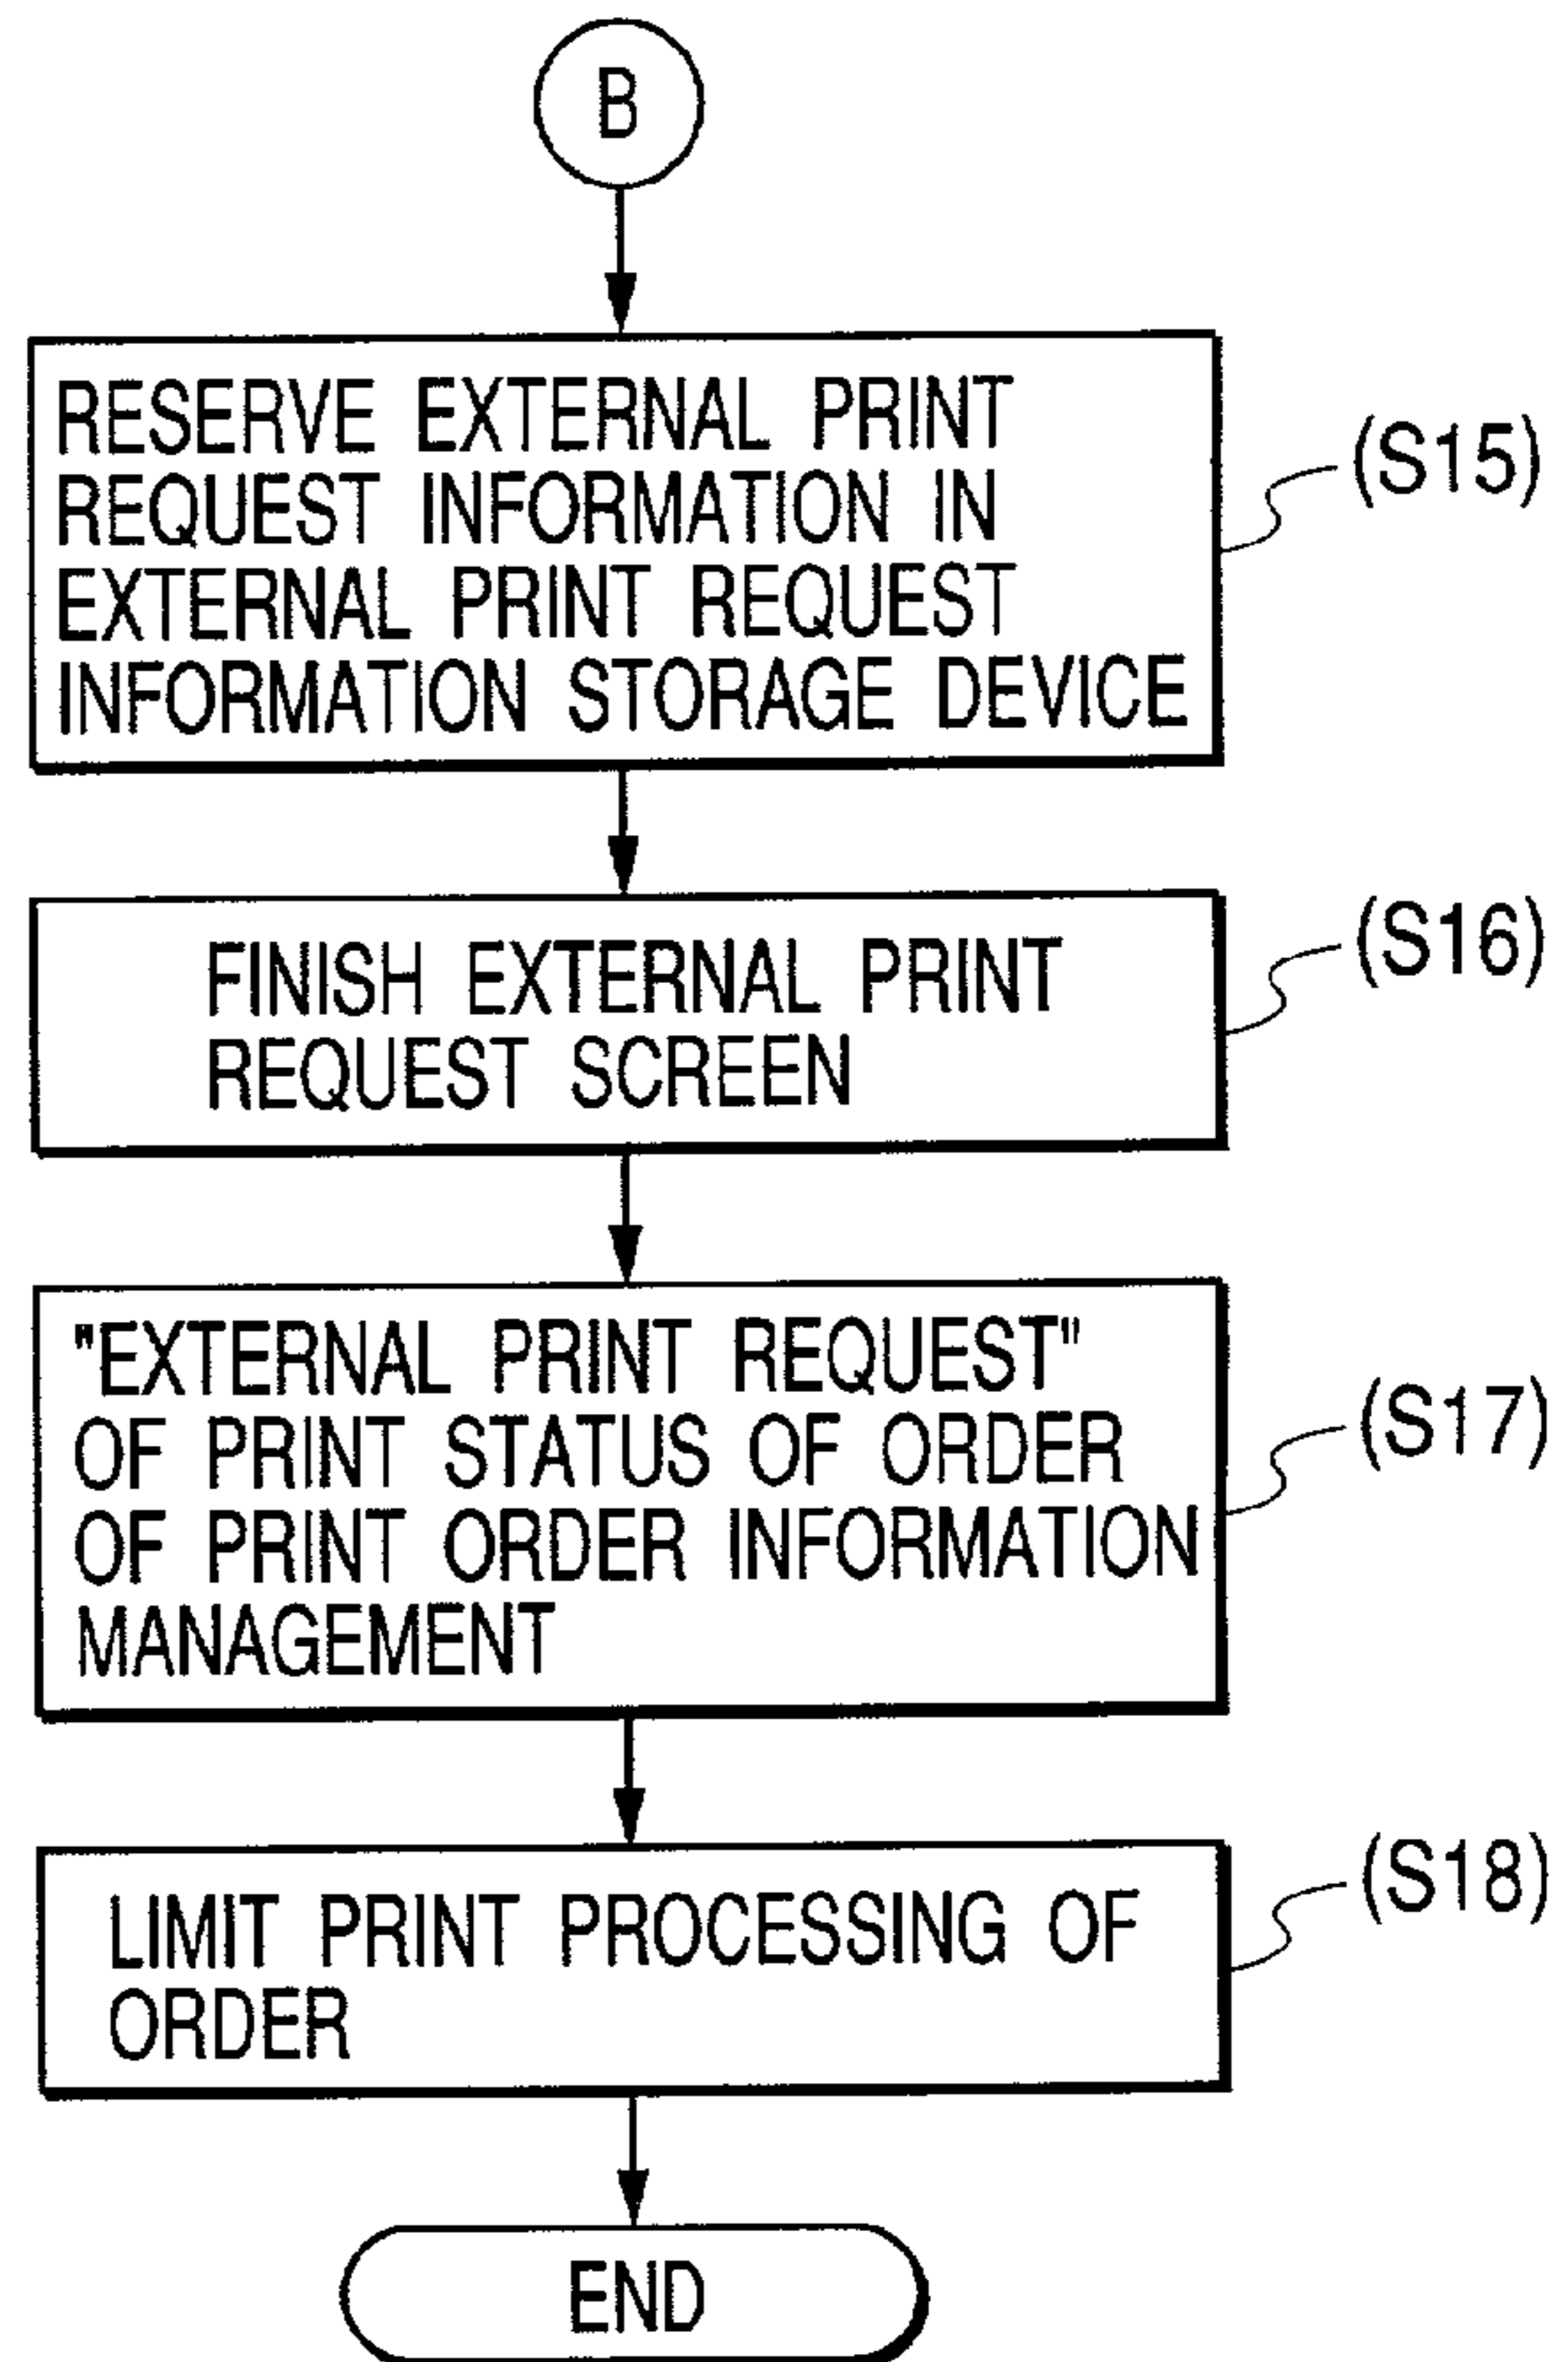 B
RESERVE EXTERNAL PRINT
REQUEST INFORMATION IN
EXTERNAL PRINT REQUEST
INFORMATION STORAGE DEVICE
(S15)
FINISH EXTERNAL PRINT
REQUEST SCREEN
(S16)
"EXTERNAL PRINT REQUEST"
OF PRINT STATUS OF ORDER
OF PRINT ORDER INFORMATION
MANAGEMENT
(S17)
LIMIT PRINT PROCESSING OF
ORDER
(S18)
END